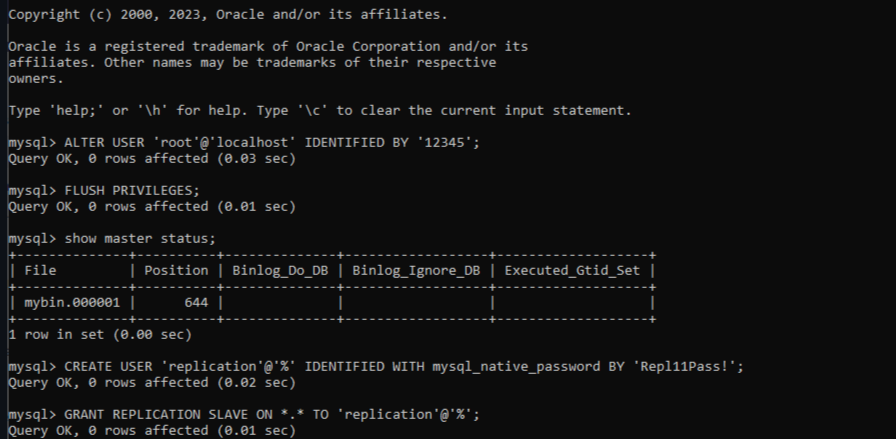 Copyright (c) 2000, 2023, Oracle and/or its affiliates.
Oracle is a registered trademark of Oracle Corporation and/or its
affiliates. Other names may be trademarks of their respective
owners.
Type 'help;' or '\h' for help. Type '\c' to clear the current input statement.
mysql> ALTER USER 'root'@'localhost' IDENTIFIED BY '12345';
Query OK, 0 rows affected (0.03 sec)
mysql> FLUSH PRIVILEGES;
Query OK, 0 rows affected (0.01 sec)
mysql> show master status;
+--------------+----------+--------------+------------------+-------------------+
| File         | Position | Binlog_Do_DB | Binlog_Ignore_DB | Executed_Gtid_Set |
+--------------+----------+--------------+------------------+-------------------+
| mybin.000001 |      644 |              |                  |                   |
+--------------+----------+--------------+------------------+-------------------+
1 row in set (0.00 sec)
mysql> CREATE USER 'replication'@'%' IDENTIFIED WITH mysql_native_password BY 'Repl11Pass!';
Query OK, 0 rows affected (0.02 sec)
mysql> GRANT REPLICATION SLAVE ON *.* TO 'replication'@'%';
Query OK, 0 rows affected (0.01 sec)